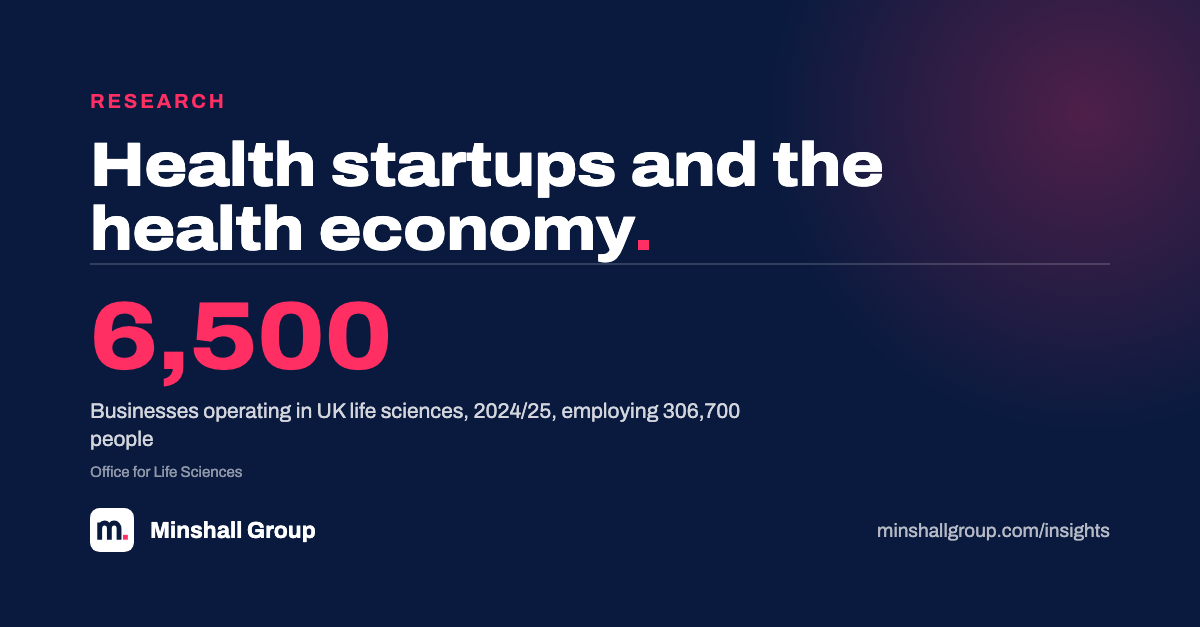 RESEARCH
Health startups and the
health economy.
6,500
Businesses operating in UK life sciences, 2024/25, employing 306,700
people
Office for Life Sciences
m. Minshall Group
minshallgroup.com/insights